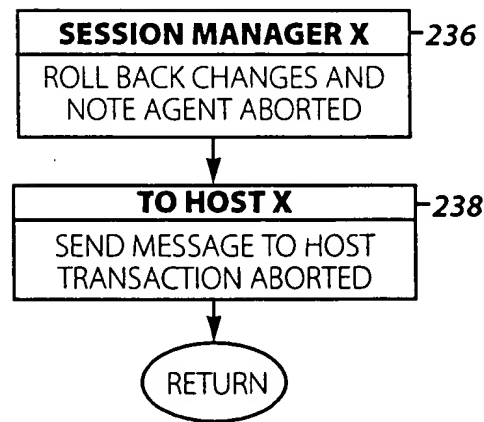 SESSION MANAGER X
236
ROLL BACK CHANGES AND
NOTE AGENT ABORTED
TO HOST X
238
SEND MESSAGE TO HOST
TRANSACTION ABORTED
RETURN